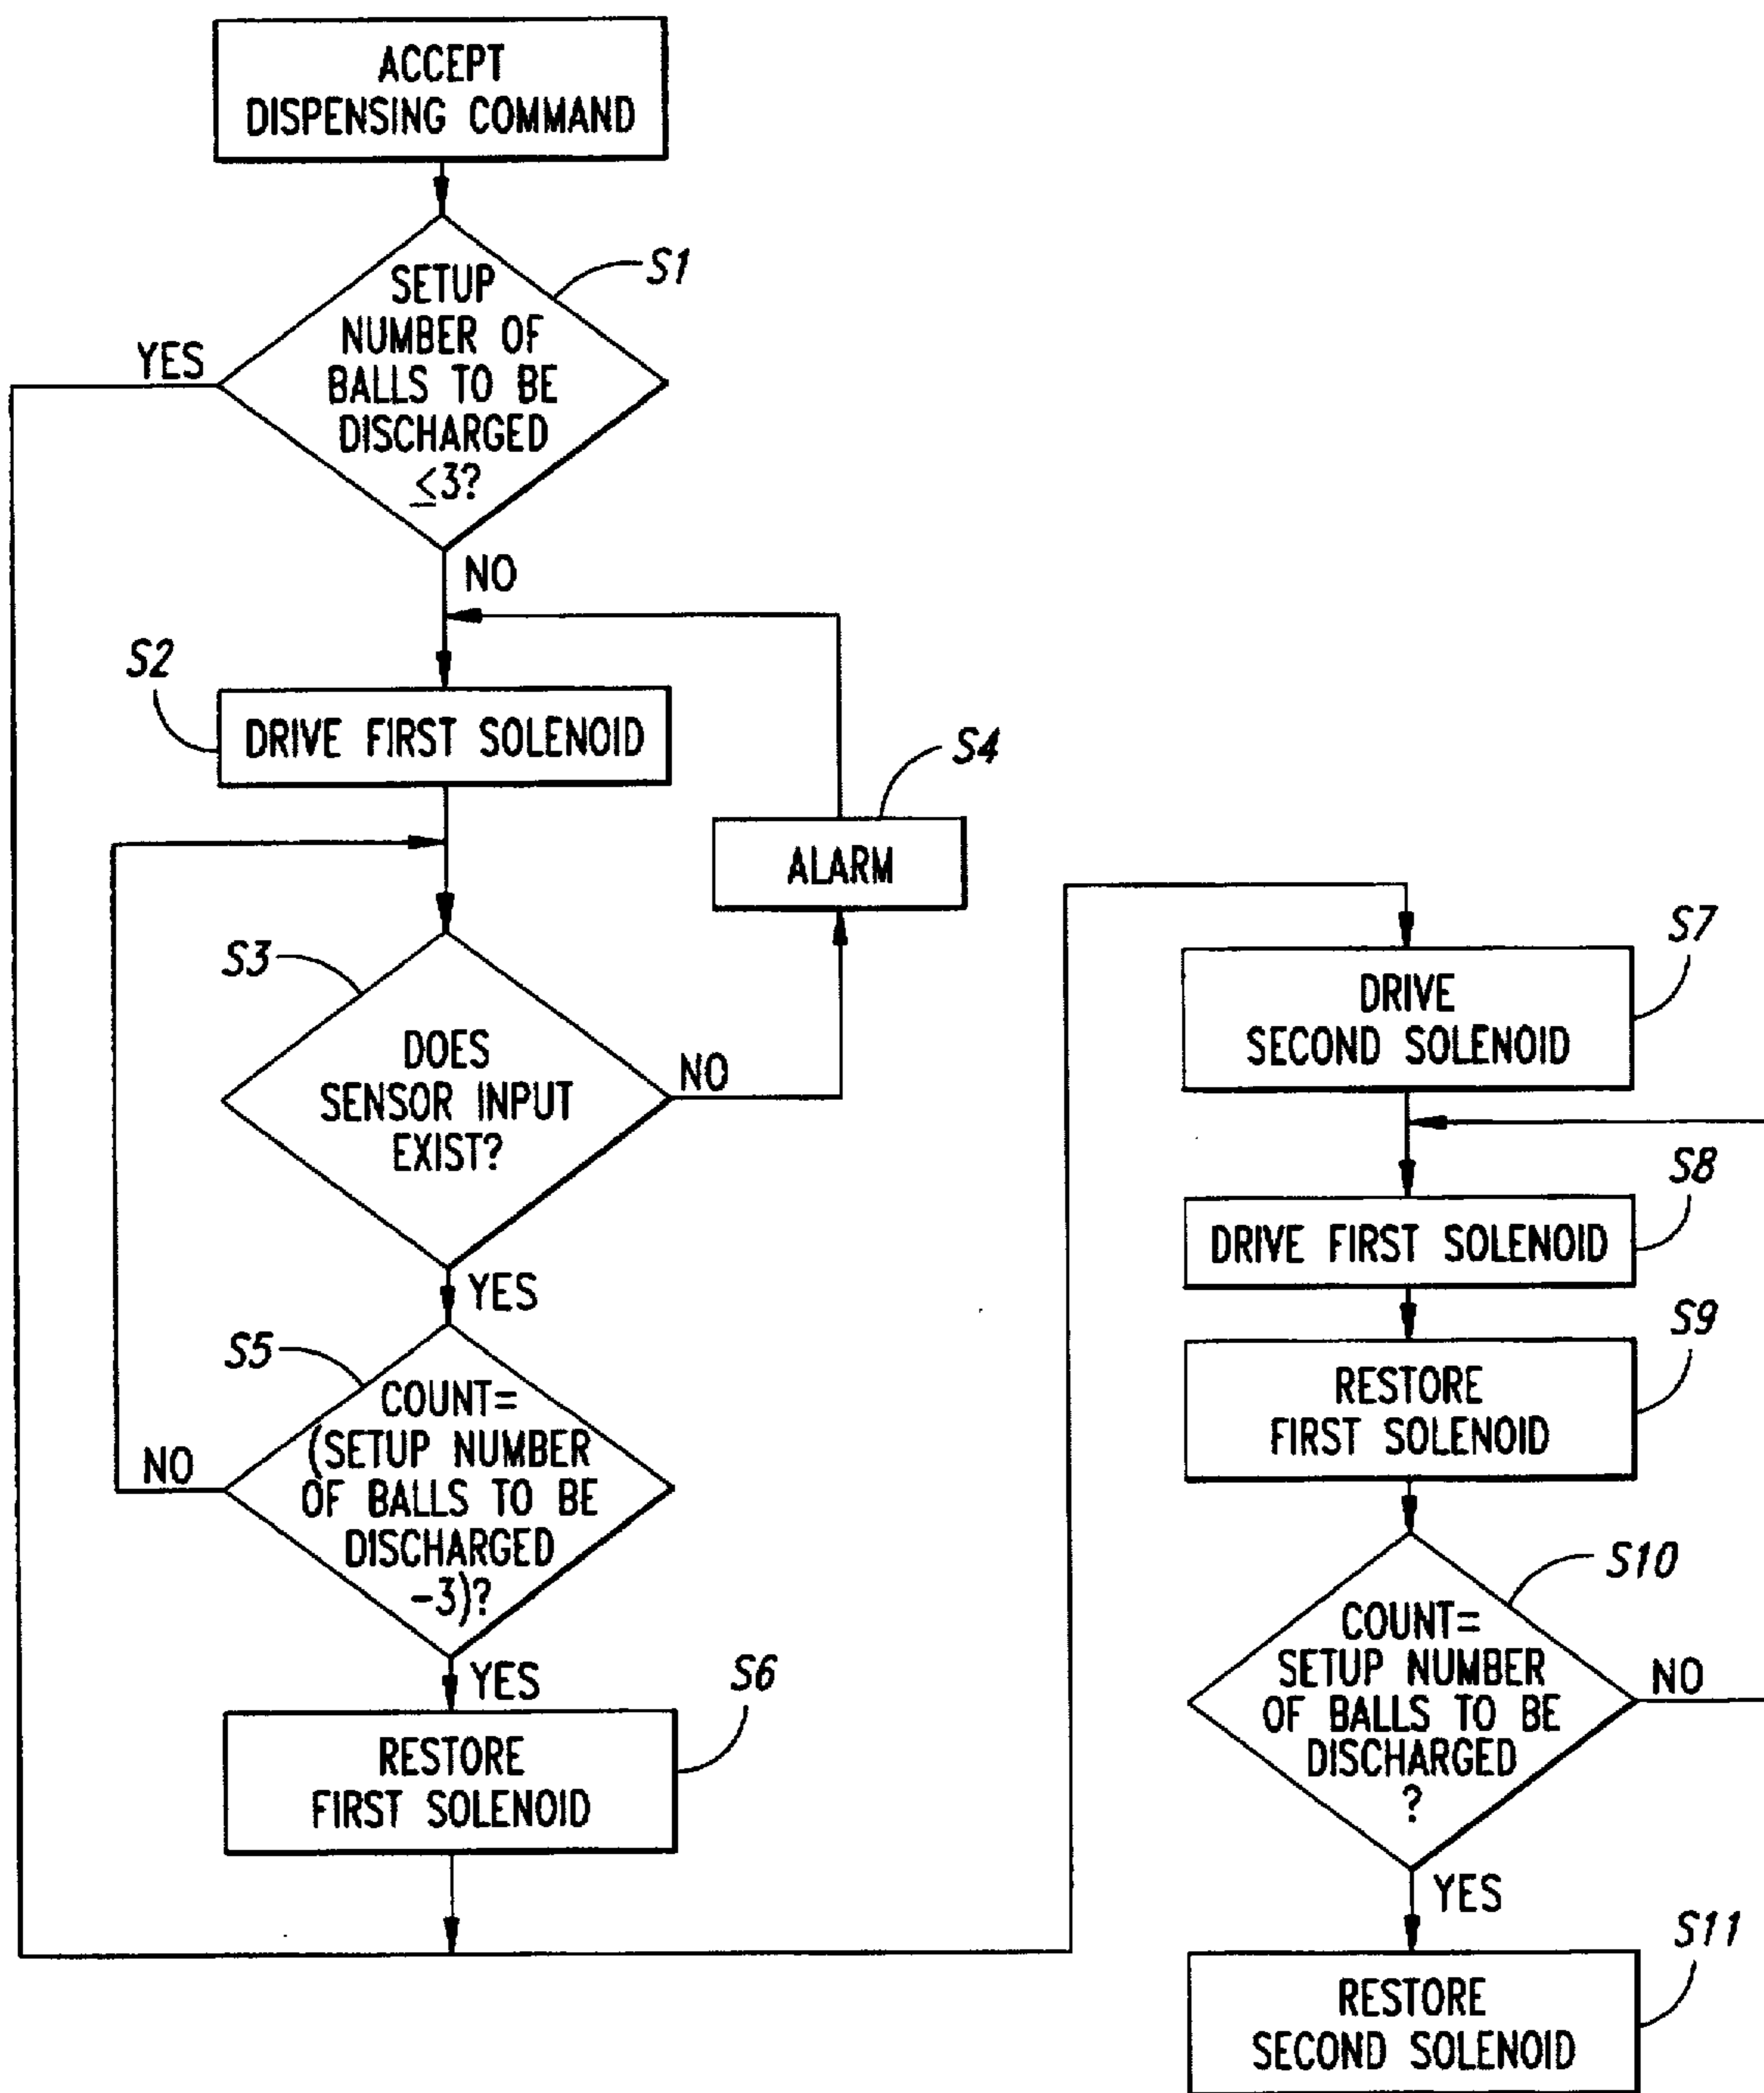 ACCEPT
DISPENSING COMMAND
S1
SETUP
NUMBER OF
BALLS TO BE
DISCHARGED
≤3?
YES
NO
S2
DRIVE FIRST SOLENOID
S4
ALARM
S3
DOES
SENSOR INPUT
EXIST?
NO
YES
S5
COUNT=
(SETUP NUMBER
OF BALLS TO BE
DISCHARGED
-3)?
NO
YES
S6
RESTORE
FIRST SOLENOID
S7
DRIVE
SECOND SOLENOID
S8
DRIVE FIRST SOLENOID
S9
RESTORE
FIRST SOLENOID
S10
COUNT=
SETUP NUMBER
OF BALLS TO BE
DISCHARGED
?
NO
YES
S11
RESTORE
SECOND SOLENOID